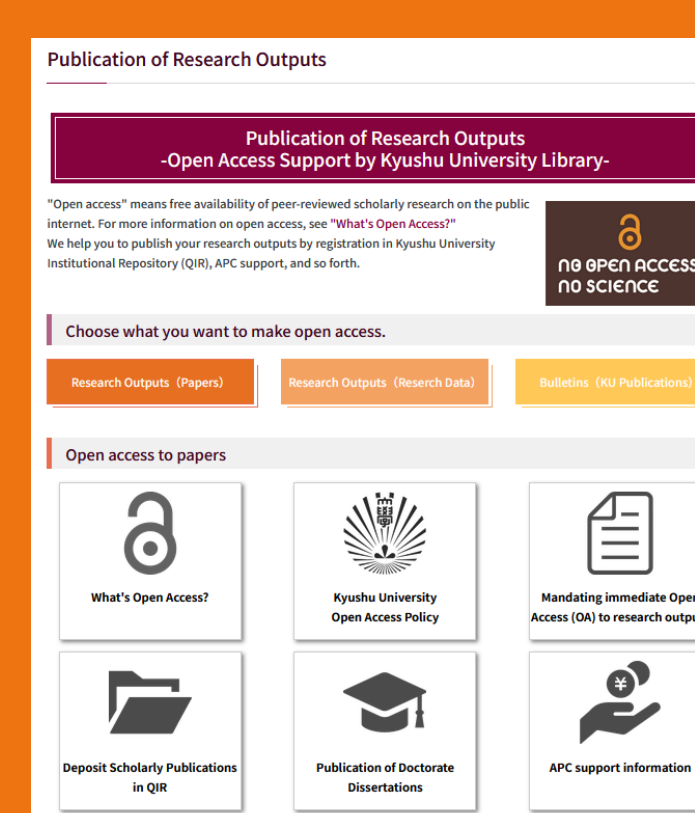 Publication of Research Outputs
Publication of Research Outputs
-Open Access Support by Kyushu University Library-
"Open access" means free availability of peer-reviewed scholarly research on the public
internet. For more information on open access, see "What's Open Access?"
We help you to publish your research outputs by registration in Kyushu University
Institutional Repository (QIR), APC support, and so forth.
NO OPEN ACCESS
NO SCIENCE
Choose what you want to make open access.
Research Outputs（Papers）
Research Outputs（Reserch Data）
Bulletins（KU Publications）
Open access to papers
What's Open Access?
大學
Kyushu University
Open Access Policy
Mandating immediate Open
Access (OA) to research outpu
Deposit Scholarly Publications
in QIR
Publication of Doctorate
Dissertations
¥
APC support information